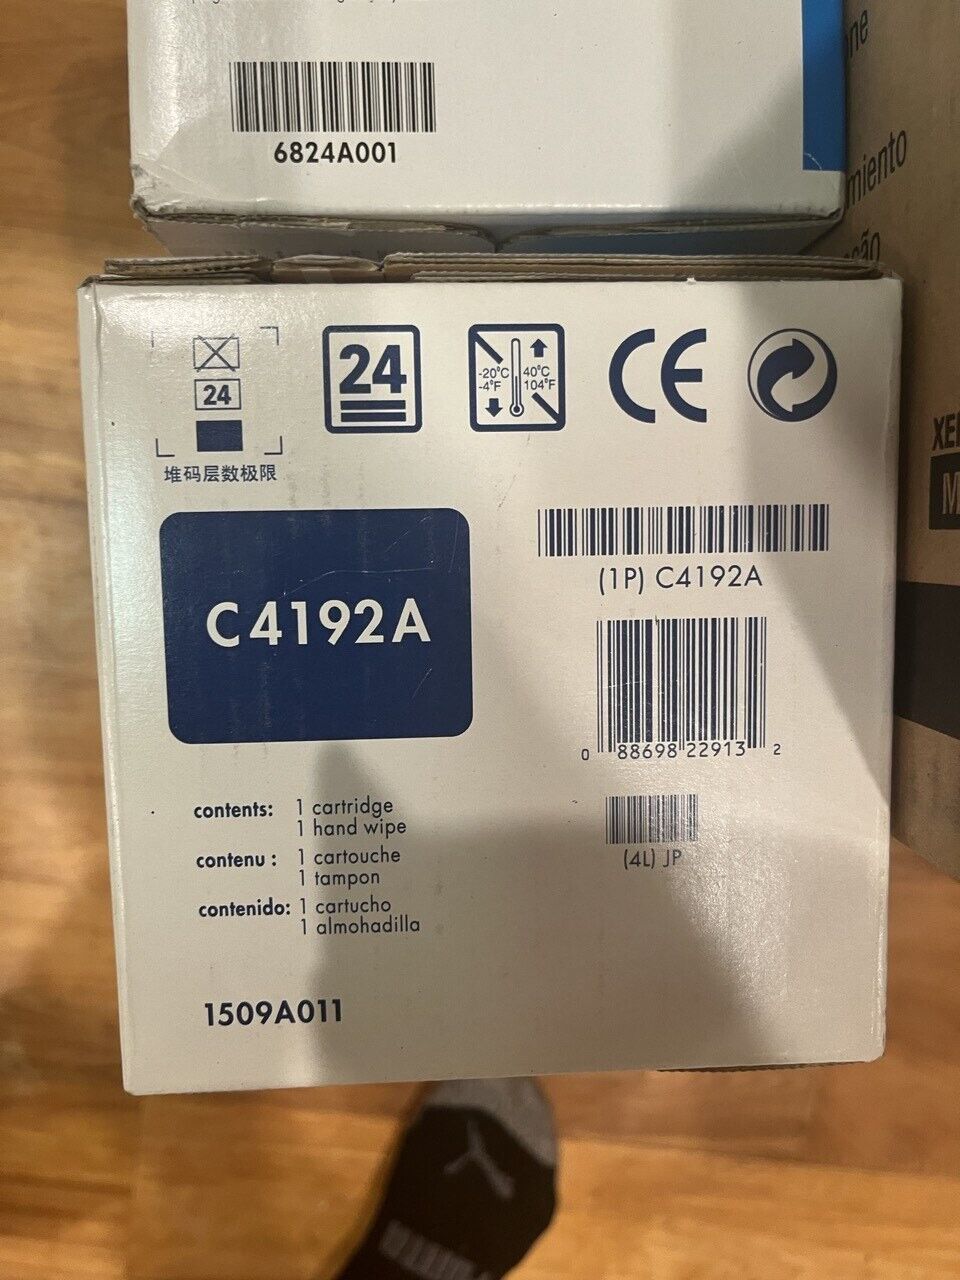 6824A001
one
miento
ção
24
24
-20°C 40°C
-4°F 104°F
CE
堆码层数极限
C4192A
(1P) C4192A
0 88698 22913 2
(4L) JP
contents: 1 cartridge
1 hand wipe
contenu : 1 cartouche
1 tampon
contenido: 1 cartucho
1 almohadilla
1509A011